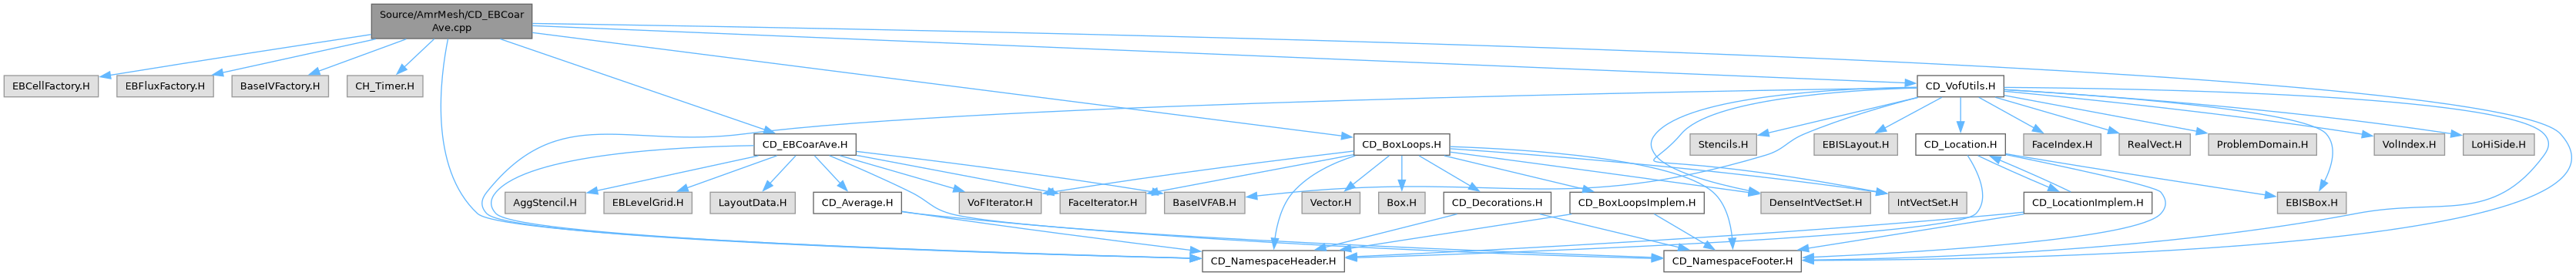 Source/AmrMesh/CD_EBCoar
Ave.cpp
EBCellFactory.H
EBFluxFactory.H
BaseIVFactory.H
CH_Timer.H
CD_VofUtils.H
CD_EBCoarAve.H
CD_BoxLoops.H
Stencils.H
EBISLayout.H
CD_Location.H
FaceIndex.H
RealVect.H
ProblemDomain.H
VolIndex.H
LoHiSide.H
AggStencil.H
EBLevelGrid.H
LayoutData.H
CD_Average.H
VoFIterator.H
FaceIterator.H
BaseIVFAB.H
Vector.H
Box.H
CD_Decorations.H
CD_BoxLoopsImplem.H
DenseIntVectSet.H
IntVectSet.H
CD_LocationImplem.H
EBISBox.H
CD_NamespaceHeader.H
CD_NamespaceFooter.H